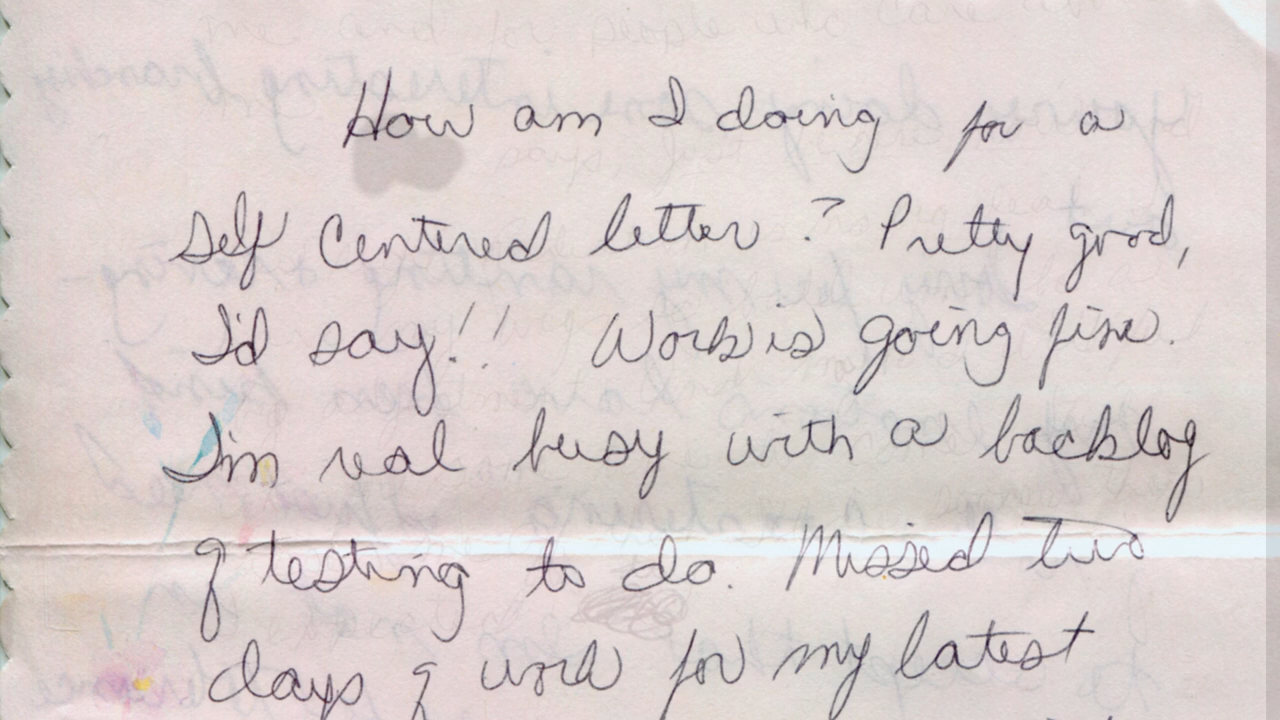 How am I doing for a
self centered letter? Pretty good,
I'd say!! Work is going fine.
I'm real busy with a backlog
of testing to do. Missed two
days of work for my latest